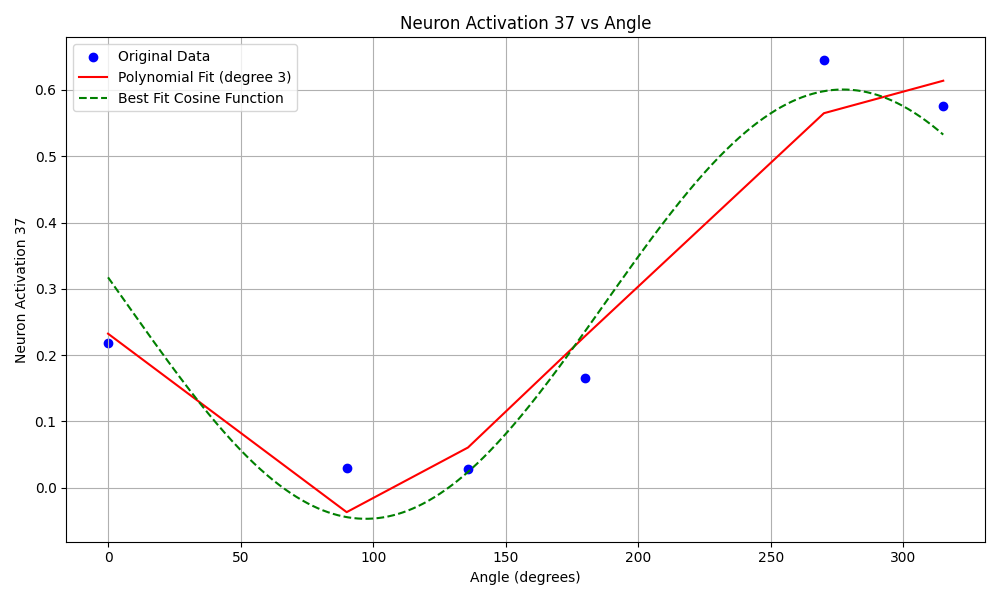 Neuron Activation 37 vs Angle
Original Data
Polynomial Fit (degree 3)
Best Fit Cosine Function
Neuron Activation 37
0.6
0.5
0.4
0.3
0.2
0.1
0.0
0 50 100 150 200 250 300
Angle (degrees)